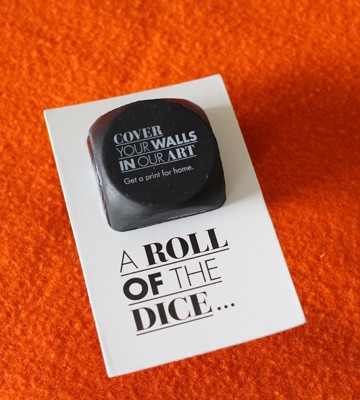 COVER
YOUR WALLS
IN OUR ART
Get a print for home.
A ROLL
OF THE
DICE...